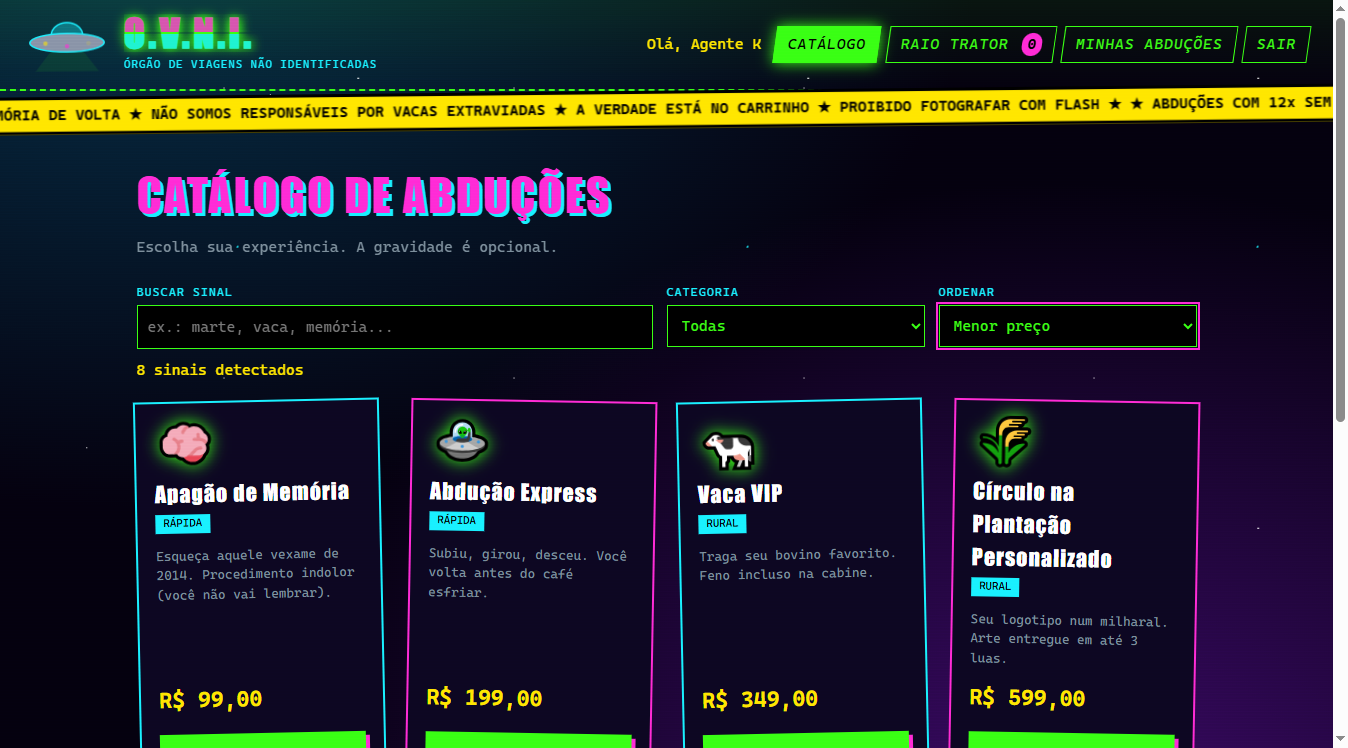 O.V.N.I.
ÓRGÃO DE VIAGENS NÃO IDENTIFICADAS
Olá, Agente K
CATÁLOGO
RAIO TRATOR 0
MINHAS ABDUÇÕES
SAIR
DE VOLTA ★ NÃO SOMOS RESPONSÁVEIS POR VACAS EXTRAVIADAS ★ A VERDADE ESTÁ NO CARRINHO ★ PROIBIDO FOTOGRAFAR COM FLASH ★ ★ ABDUÇÕES COM 12x SEM
CATÁLOGO DE ABDUÇÕES
Escolha sua experiência. A gravidade é opcional.
BUSCAR SINAL
ex.: marte, vaca, memória...
CATEGORIA
Todas
ORDENAR
Menor preço
8 sinais detectados
Apagão de Memória
RÁPIDA
Esqueça aquele vexame de
2014. Procedimento indolor
(você não vai lembrar).
R$ 99,00
Abdução Express
RÁPIDA
Subiu, girou, desceu. Você
volta antes do café
esfriar.
R$ 199,00
Vaca VIP
RURAL
Traga seu bovino favorito.
Feno incluso na cabine.
R$ 349,00
Círculo na
Plantação
Personalizado
RURAL
Seu logotipo num milharal.
Arte entregue em até 3
luas.
R$ 599,00